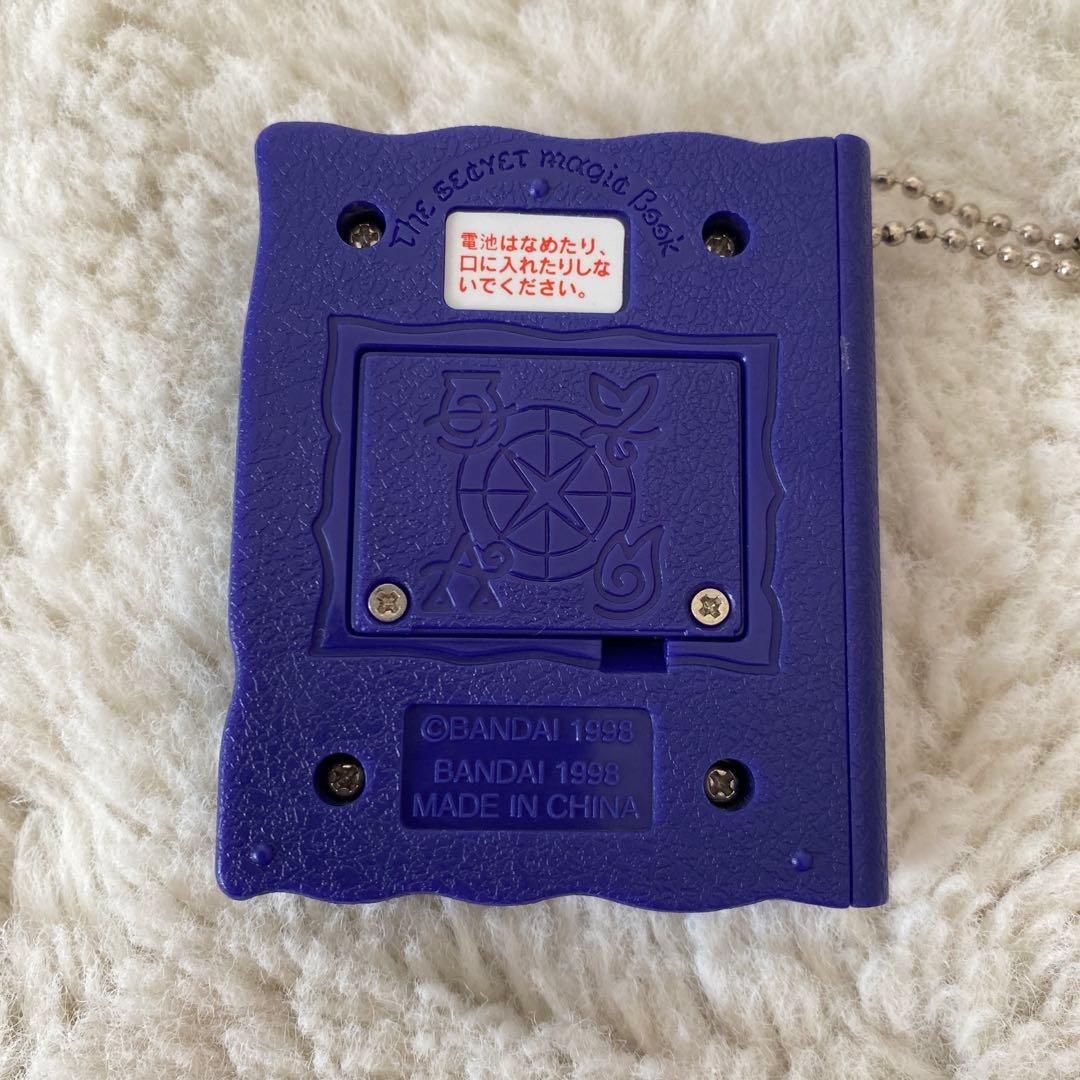 The SECYET magic Book
電池はなめたり、
口に入れたりしな
いでください。
©BANDAI 1998
BANDAI 1998
MADE IN CHINA